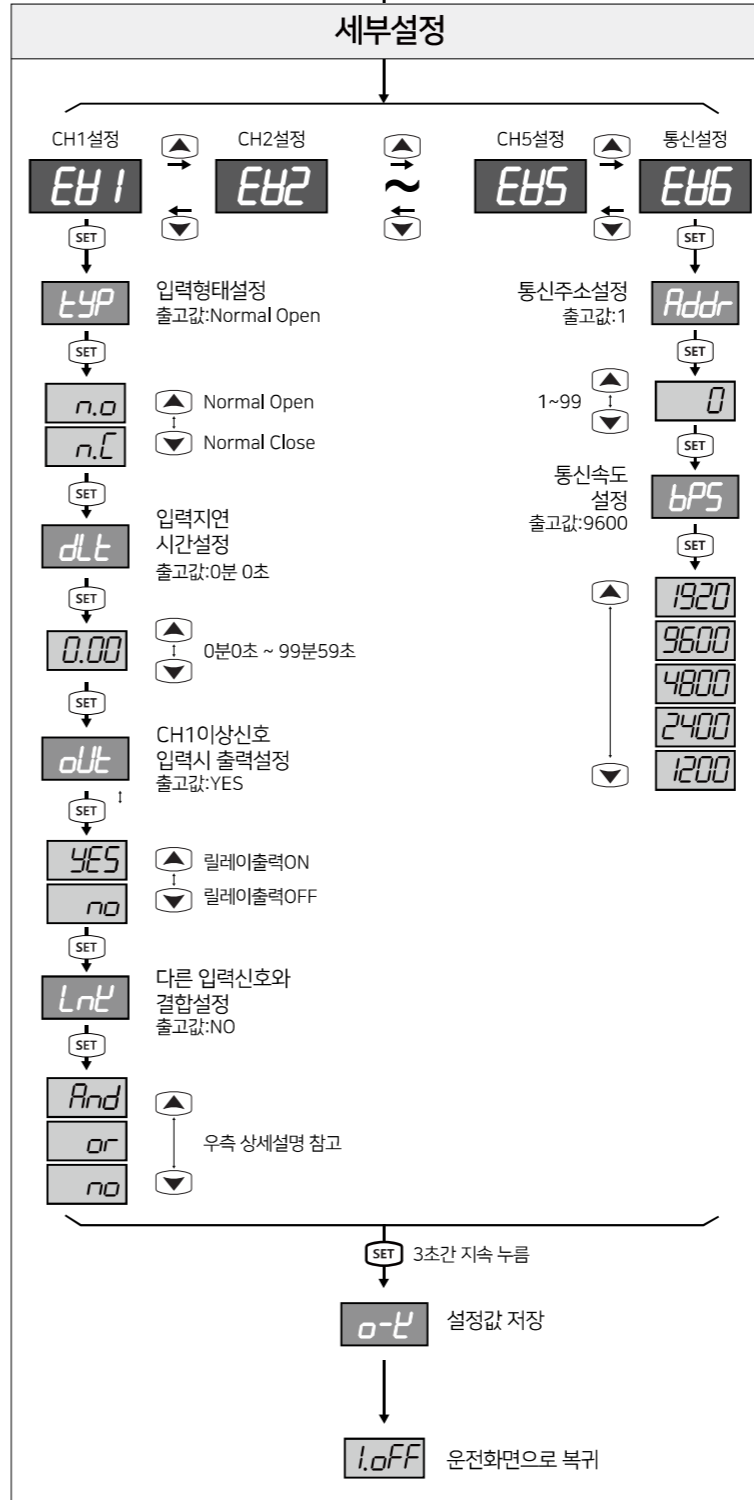 세부설정
CH1설정 CH2설정 CH5설정 통신설정
EH1 EH2 ~ EH5 EH6
SET SET
tYP 입력형태설정
출고값:Normal Open
SET
n.o Normal Open
n.C Normal Close
SET
dLt 입력지연
시간설정
출고값:0분 0초
SET
0.00 0분0초 ~ 99분59초
SET
oUt CH1이상신호
입력시 출력설정
출고값:YES
SET
YES 릴레이출력ON
no 릴레이출력OFF
SET
Lnk 다른 입력신호와
결합설정
출고값:NO
SET
And
or 우측 상세설명 참고
no
통신주소설정
출고값:1 Addr
SET
1~99 0
SET
통신속도
설정 bPS
출고값:9600
SET
1920
9600
4800
2400
1200
SET 3초간 지속 누름
o-k 설정값 저장
1.oFF 운전화면으로 복귀